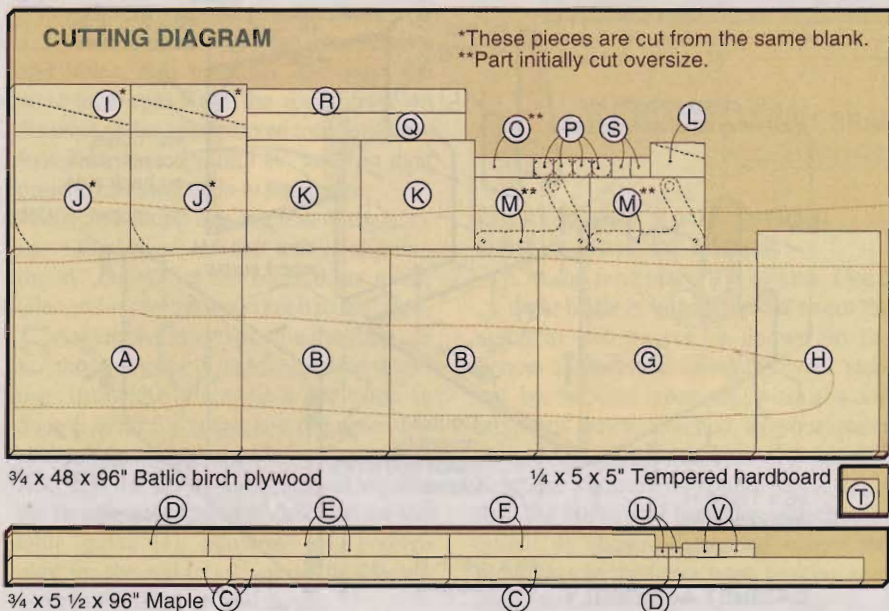 CUTTING DIAGRAM
*These pieces are cut from the same blank.
**Part initially cut oversize.
I* I* R
Q O** P S L
J* J* K K M** M**
A B B G H
¾ x 48 x 96" Batlic birch plywood
¼ x 5 x 5" Tempered hardboard T
D E F U V
¾ x 5 ½ x 96" Maple C C D